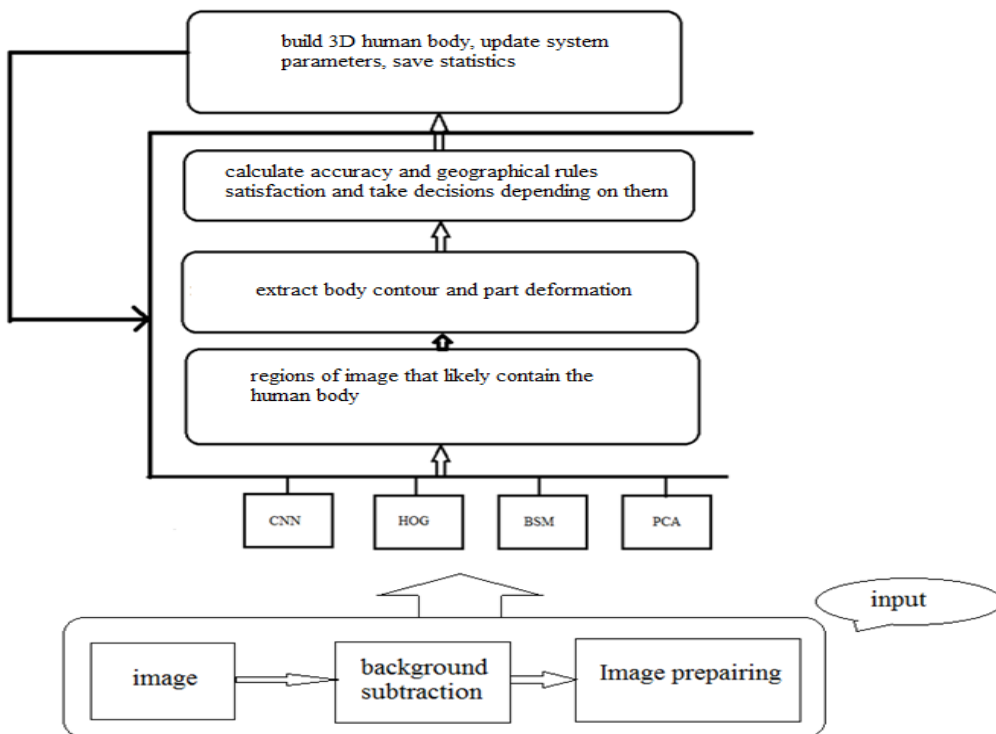 build 3D human body, update system
parameters, save statistics
calculate accuracy and geographical rules
satisfaction and take decisions depending on them
extract body contour and part deformation
regions of image that likely contain the
human body
CNN
HOG
BSM
PCA
input
image
background
subtraction
Image prepairing